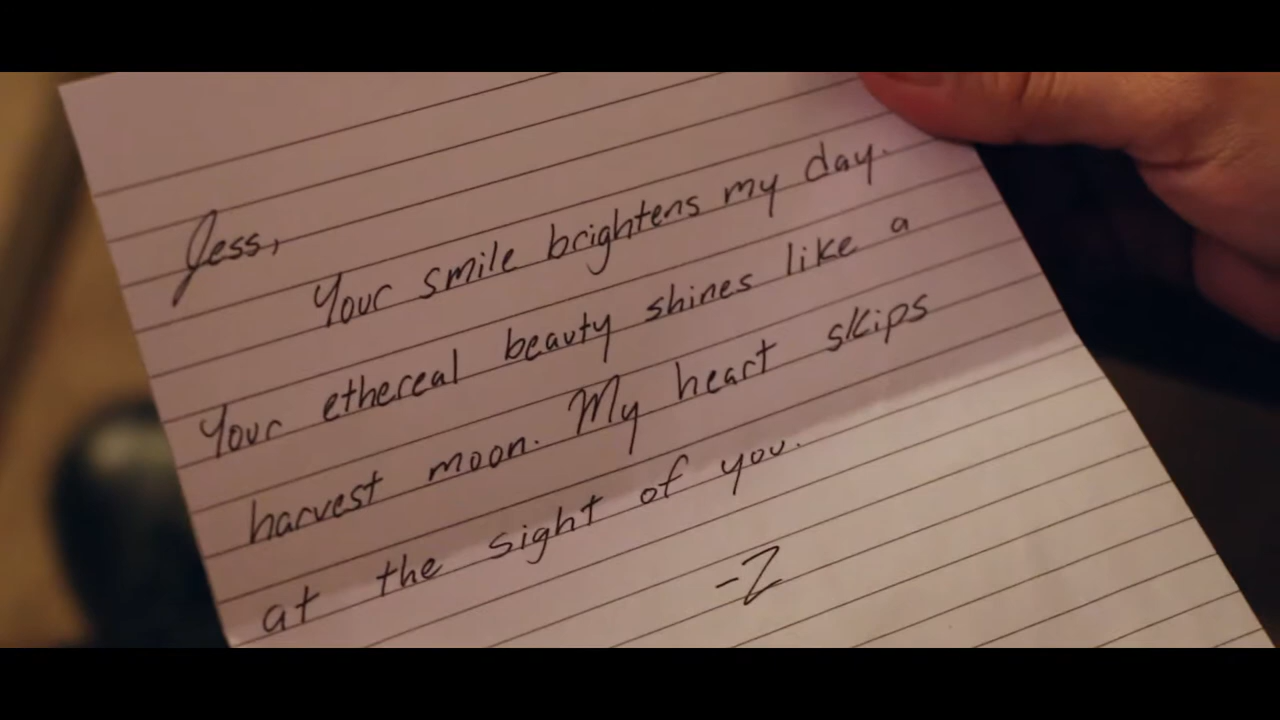 Jess,
Your smile brightens my day.
Your ethereal beauty shines like a
harvest moon. My heart skips
at the sight of you.
-Z